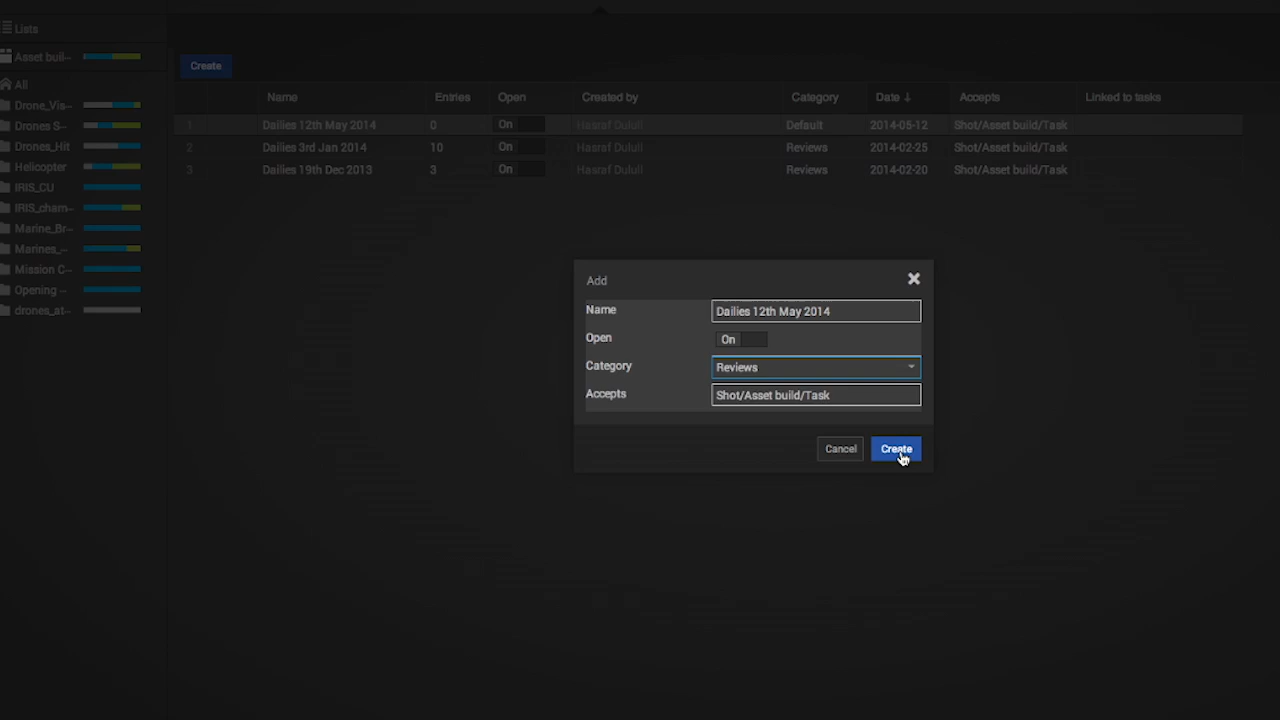 Lists
Asset buil--
Create
All
Name Entries Open Created by Category Date ↓ Accepts Linked to tasks
Drone_Vis--
Drones S--
Drones_Hit
Helicopter
IRIS_CU
IRIS_cham--
Marine_Br--
Marines_--
Mission C--
Opening --
drones_at--
1 Dailies 12th May 2014 0 On Hasraf Dulull Default 2014-05-12 Shot/Asset build/Task
2 Dailies 3rd Jan 2014 10 On Hasraf Dulull Reviews 2014-02-25 Shot/Asset build/Task
3 Dailies 19th Dec 2013 3 On Hasraf Dulull Reviews 2014-02-20 Shot/Asset build/Task
Add
Name Dailies 12th May 2014
Open On
Category Reviews
Accepts Shot/Asset build/Task
Cancel Create